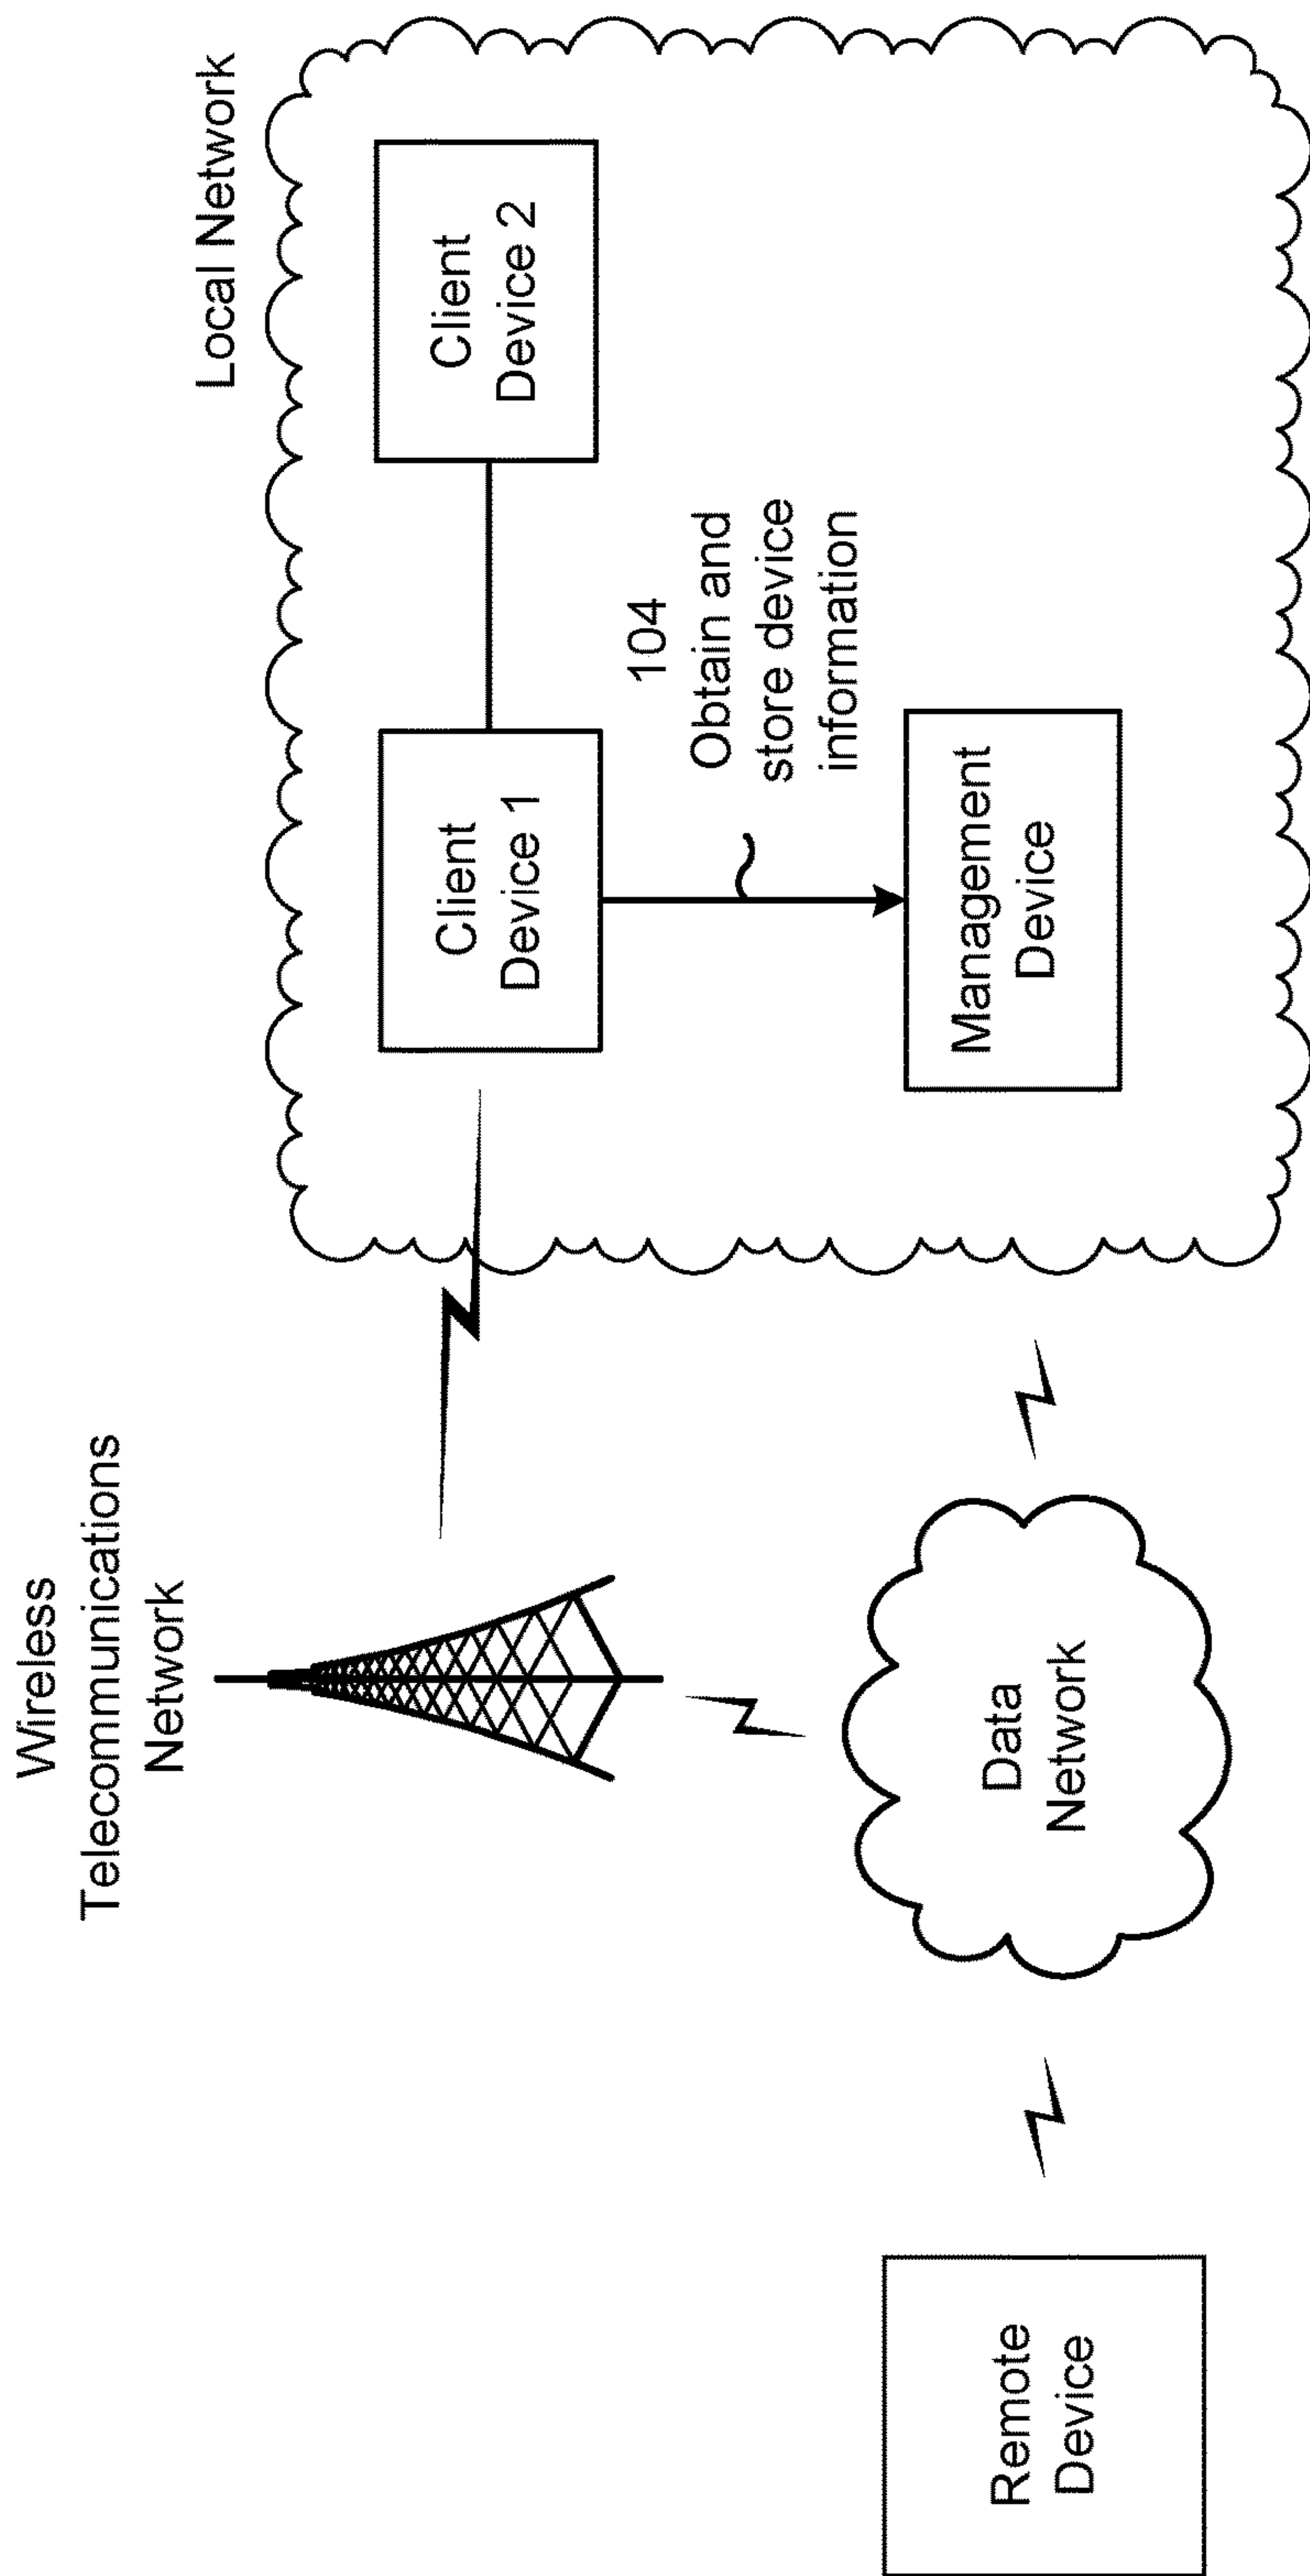 Wireless
Telecommunications
Network
Local Network
Client
Device 1
Client
Device 2
104
Obtain and
store device
information
Management
Device
Data
Network
Remote
Device